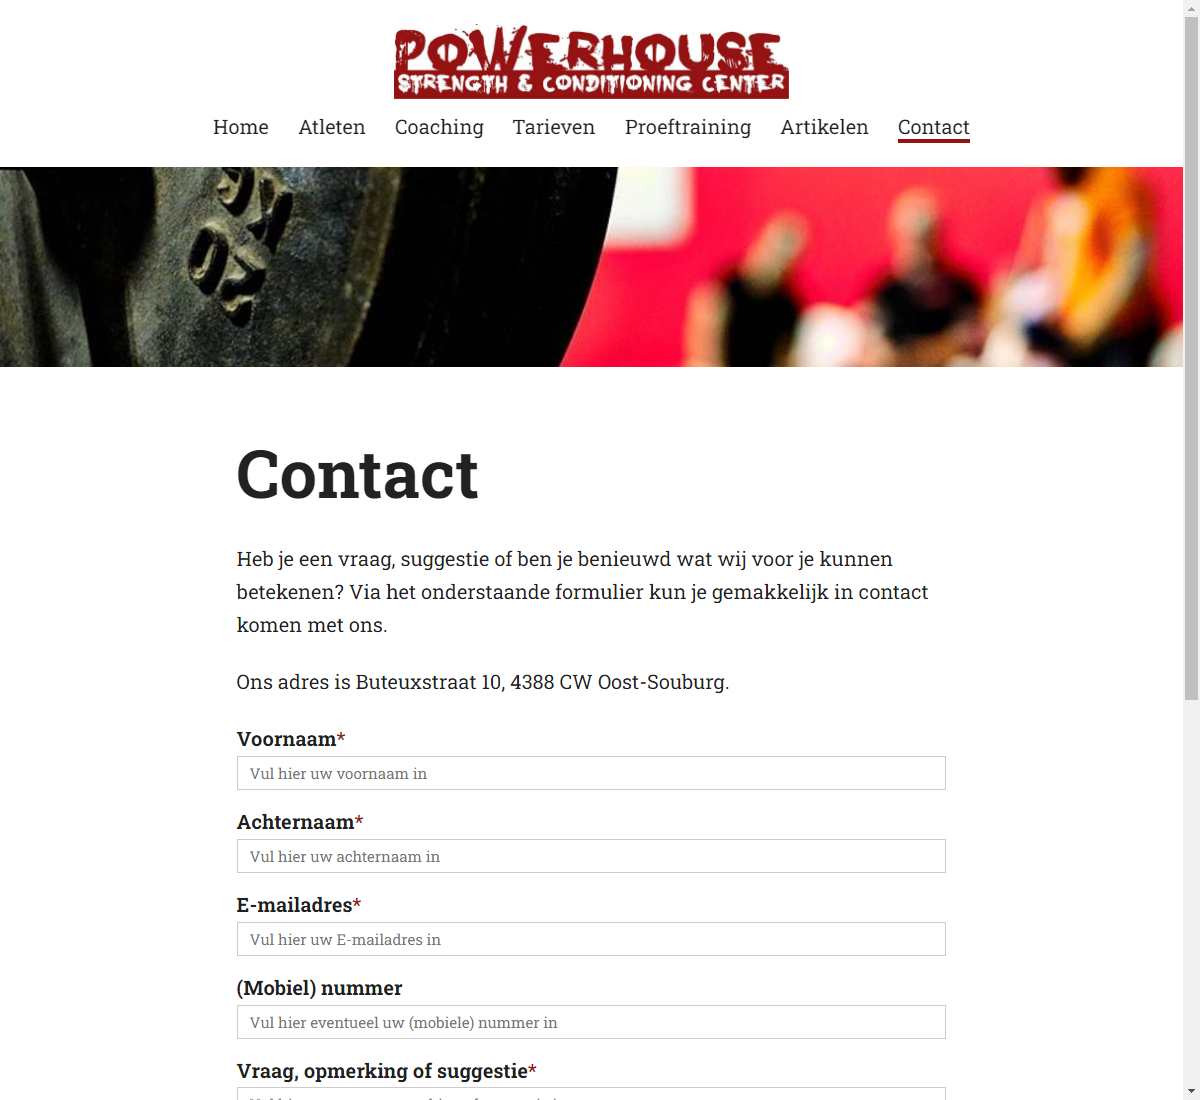 POWERHOUSE
STRENGTH & CONDITIONING CENTER
Home Atleten Coaching Tarieven Proeftraining Artikelen Contact
Contact
Heb je een vraag, suggestie of ben je benieuwd wat wij voor je kunnen
betekenen? Via het onderstaande formulier kun je gemakkelijk in contact
komen met ons.
Ons adres is Buteuxstraat 10, 4388 CW Oost-Souburg.
Voornaam*
Vul hier uw voornaam in
Achternaam*
Vul hier uw achternaam in
E-mailadres*
Vul hier uw E-mailadres in
(Mobiel) nummer
Vul hier eventueel uw (mobiele) nummer in
Vraag, opmerking of suggestie*